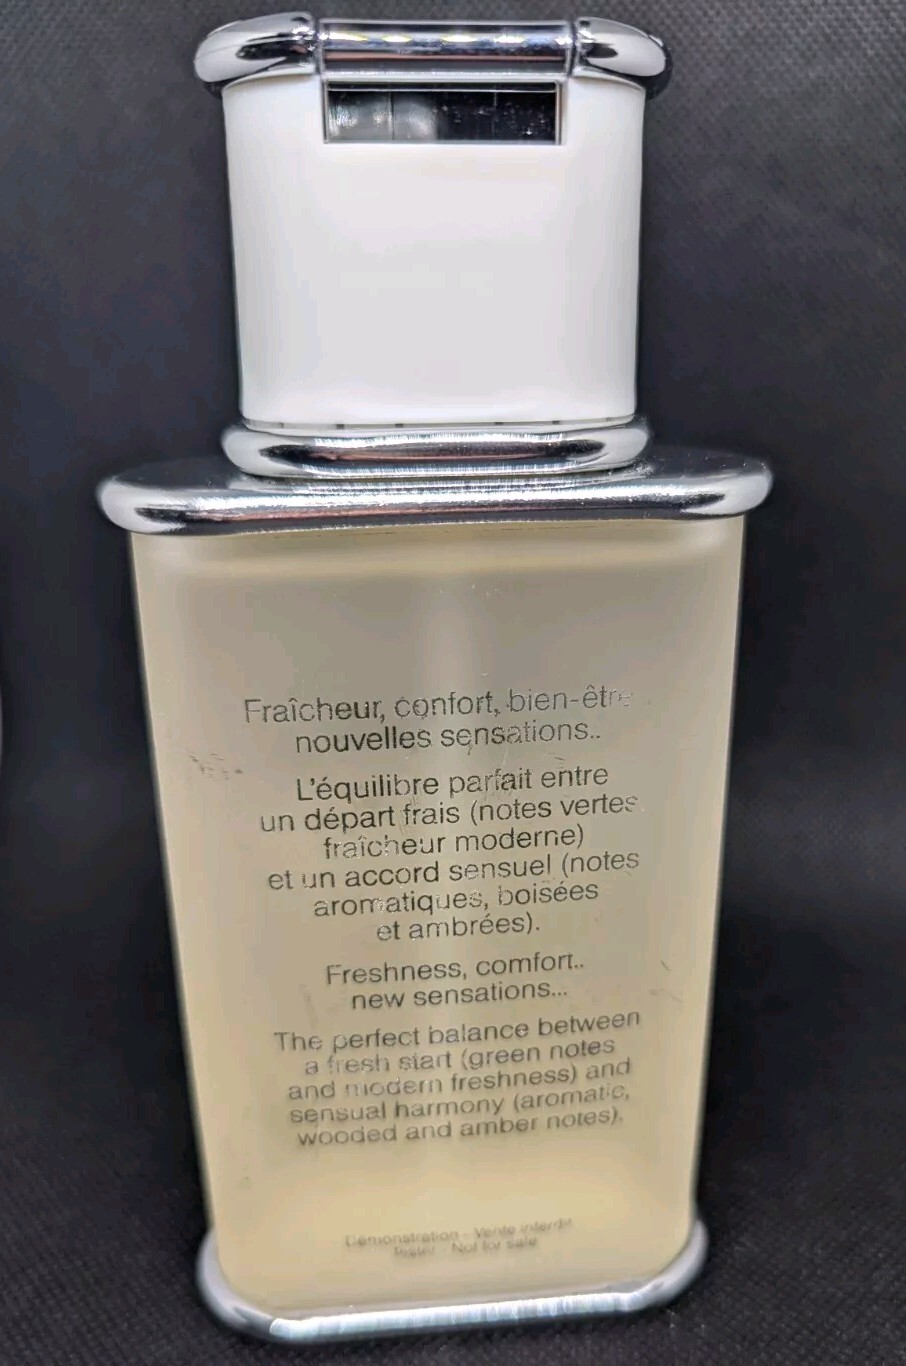 Fraîcheur, confort, bien-être
nouvelles sensations..
L'équilibre parfait entre
un départ frais (notes vertes
fraîcheur moderne)
et un accord sensuel (notes
aromatiques, boisées
et ambrées).
Freshness, comfort..
new sensations...
The perfect balance between
a fresh start (green notes
and modern freshness) and
sensual harmony (aromatic,
wooded and amber notes).
Démonstration - Vente interdit
Tester - Not for sale